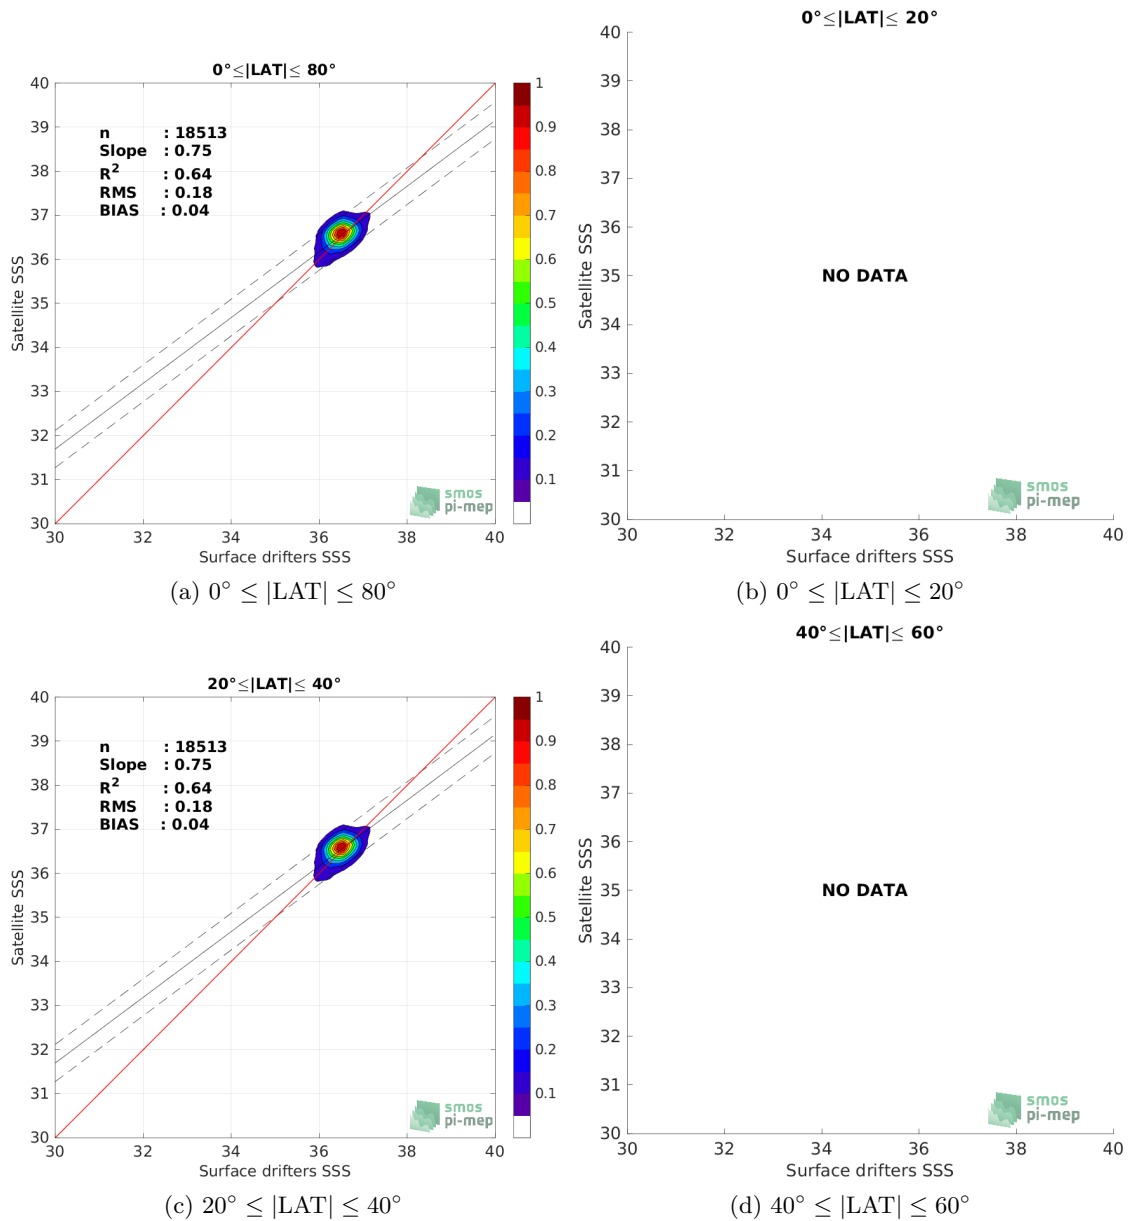 0°≤|LAT|≤ 80°
n : 18513
Slope : 0.75
R² : 0.64
RMS : 0.18
BIAS : 0.04
40
39
38
37
36
35
34
33
32
31
30
30 32 34 36 38 40
Satellite SSS
Surface drifters SSS
1
0.9
0.8
0.7
0.6
0.5
0.4
0.3
0.2
0.1
smos
pi-mep
(a) 0° ≤ |LAT| ≤ 80°
0°≤|LAT|≤ 20°
40
39
38
37
36
35
34
33
32
31
30
30 32 34 36 38 40
Satellite SSS
NO DATA
Surface drifters SSS
smos
pi-mep
(b) 0° ≤ |LAT| ≤ 20°
20°≤|LAT|≤ 40°
n : 18513
Slope : 0.75
R² : 0.64
RMS : 0.18
BIAS : 0.04
40
39
38
37
36
35
34
33
32
31
30
30 32 34 36 38 40
Satellite SSS
Surface drifters SSS
1
0.9
0.8
0.7
0.6
0.5
0.4
0.3
0.2
0.1
smos
pi-mep
(c) 20° ≤ |LAT| ≤ 40°
40°≤|LAT|≤ 60°
40
39
38
37
36
35
34
33
32
31
30
30 32 34 36 38 40
Satellite SSS
NO DATA
Surface drifters SSS
smos
pi-mep
(d) 40° ≤ |LAT| ≤ 60°